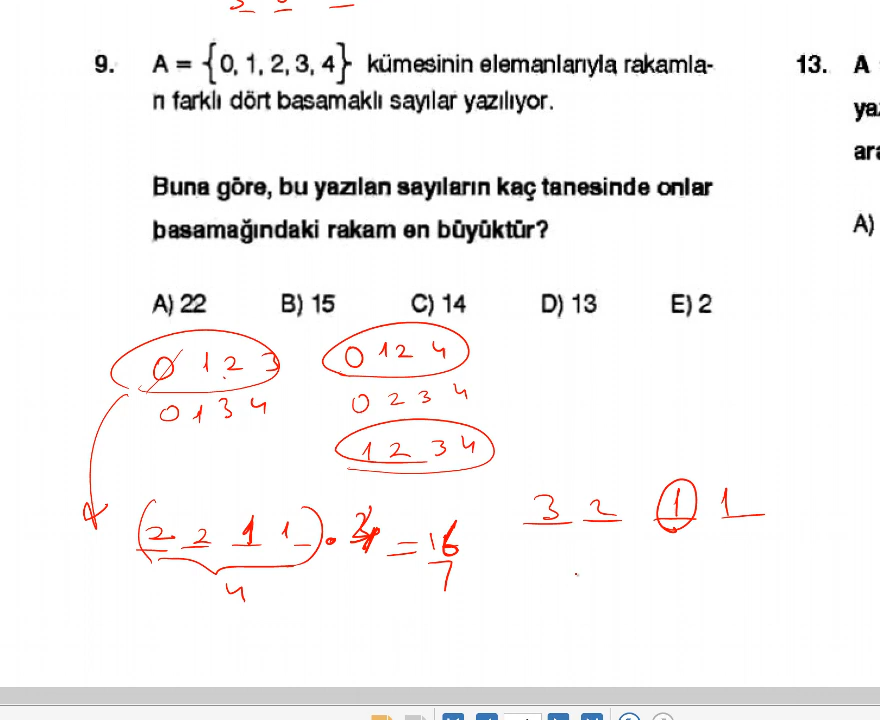 9. A = {0, 1, 2, 3, 4} kümesinin elemanlarıyla rakamla-
rı farklı dört basamaklı sayılar yazılıyor.
Buna göre, bu yazılan sayıların kaç tanesinde onlar
basamağındaki rakam en büyüktür?
A) 22 B) 15 C) 14 D) 13 E) 2
13. A
ya
ara
A)
0 1 2 3
0 1 2 4
0 1 3 4
0 2 3 4
1 2 3 4
3 2 1 1
(2 2 1 1) . = 16
4